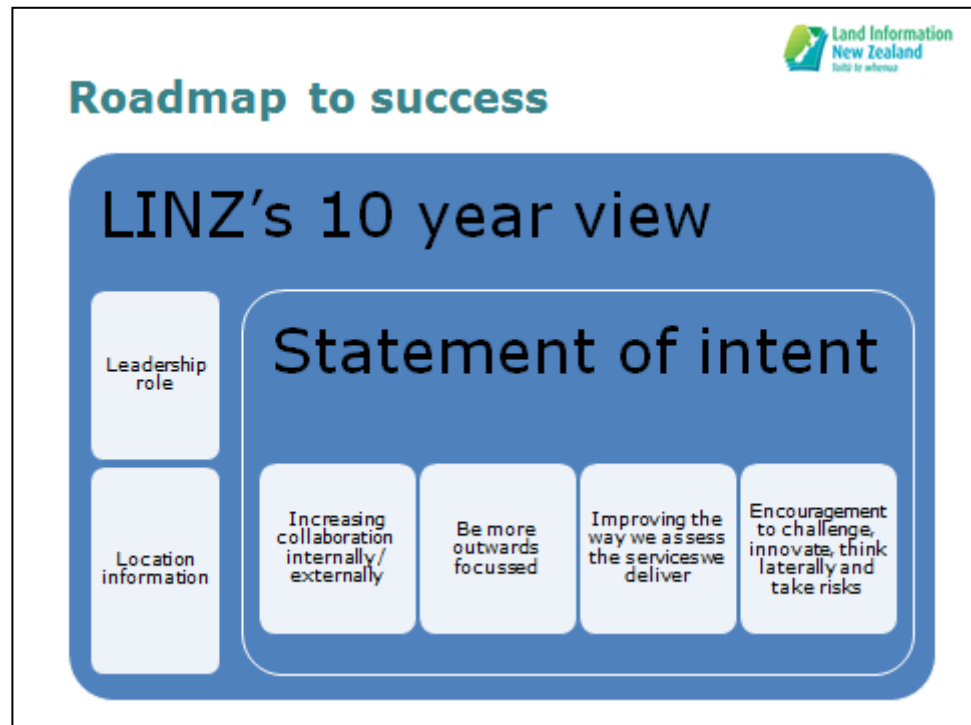 Land Information
New Zealand
Toitū te whenua
Roadmap to success
LINZ’s 10 year view
Leadership
role
Location
information
Statement of intent
Increasing
collaboration
internally/
externally
Be more
outwards
focussed
Improving the
way we assess
the serviceswe
deliver
Encouragement
to challenge,
innovate, think
laterally and
take risks